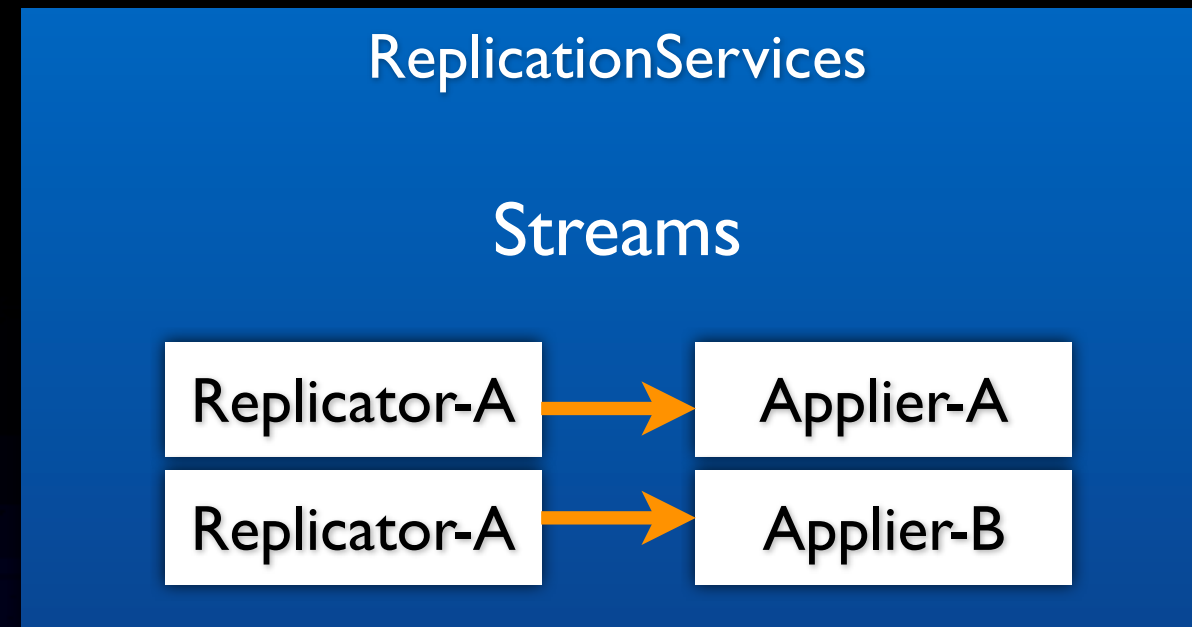 ReplicationServices
Streams
Replicator-A
Applier-A
Replicator-A
Applier-B